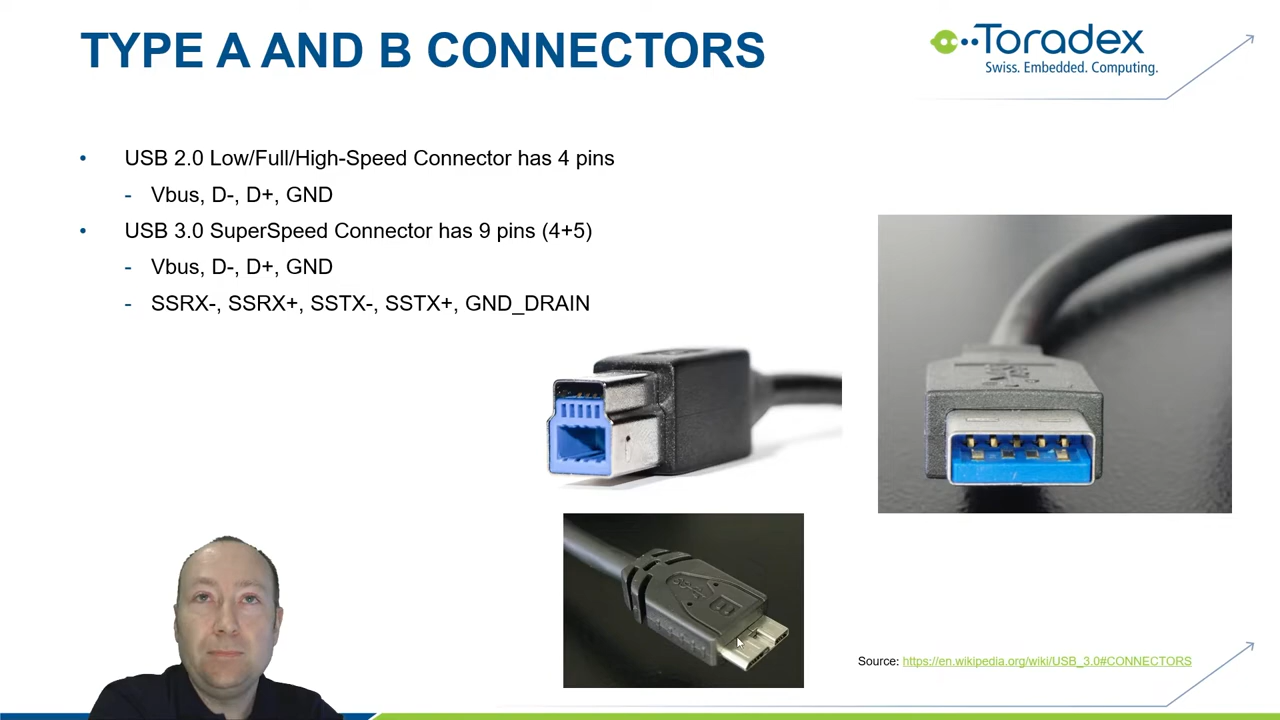 TYPE A AND B CONNECTORS
Toradex
Swiss. Embedded. Computing.
• USB 2.0 Low/Full/High-Speed Connector has 4 pins
- Vbus, D-, D+, GND
• USB 3.0 SuperSpeed Connector has 9 pins (4+5)
- Vbus, D-, D+, GND
- SSRX-, SSRX+, SSTX-, SSTX+, GND_DRAIN
Source: https://en.wikipedia.org/wiki/USB_3.0#CONNECTORS